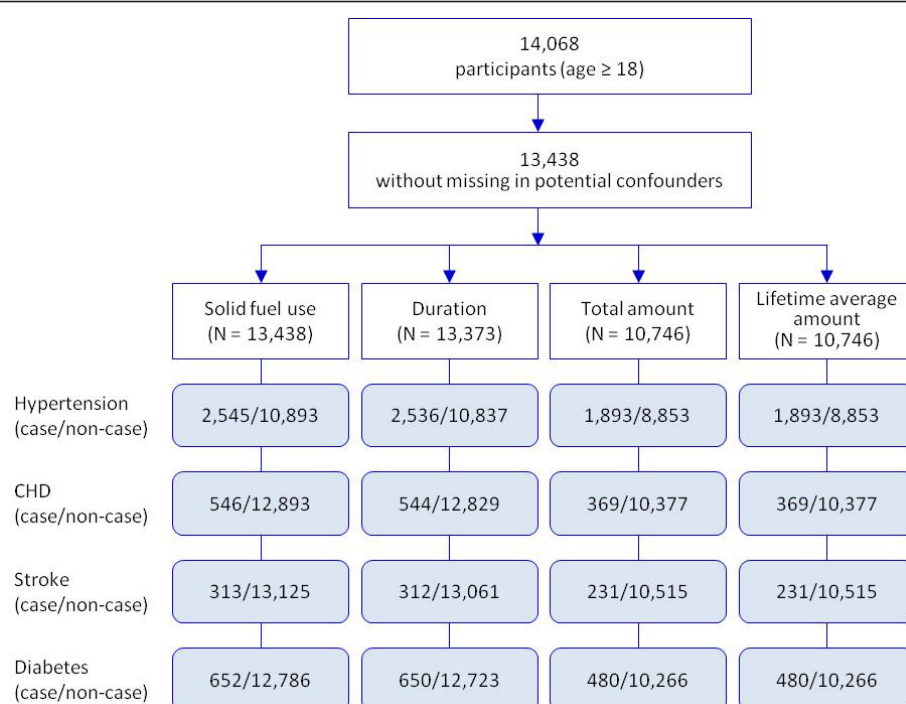 14,068
participants (age ≥ 18)
13,438
without missing in potential confounders
Solid fuel use
(N = 13,438)
Duration
(N = 13,373)
Total amount
(N = 10,746)
Lifetime average
amount
(N = 10,746)
Hypertension
(case/non-case)
2,545/10,893
2,536/10,837
1,893/8,853
1,893/8,853
CHD
(case/non-case)
546/12,893
544/12,829
369/10,377
369/10,377
Stroke
(case/non-case)
313/13,125
312/13,061
231/10,515
231/10,515
Diabetes
(case/non-case)
652/12,786
650/12,723
480/10,266
480/10,266